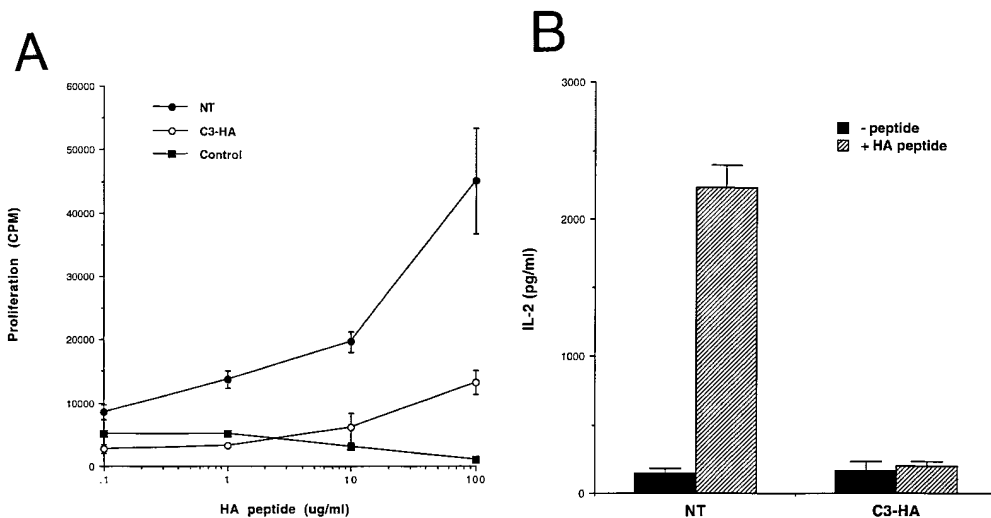 A
60000
50000
40000
30000
20000
10000
0
Proliferation (CPM)
NT
C3-HA
Control
.1
1
10
100
HA peptide (ug/ml)
B
3000
2000
1000
0
IL-2 (pg/ml)
- peptide
+ HA peptide
NT
C3-HA